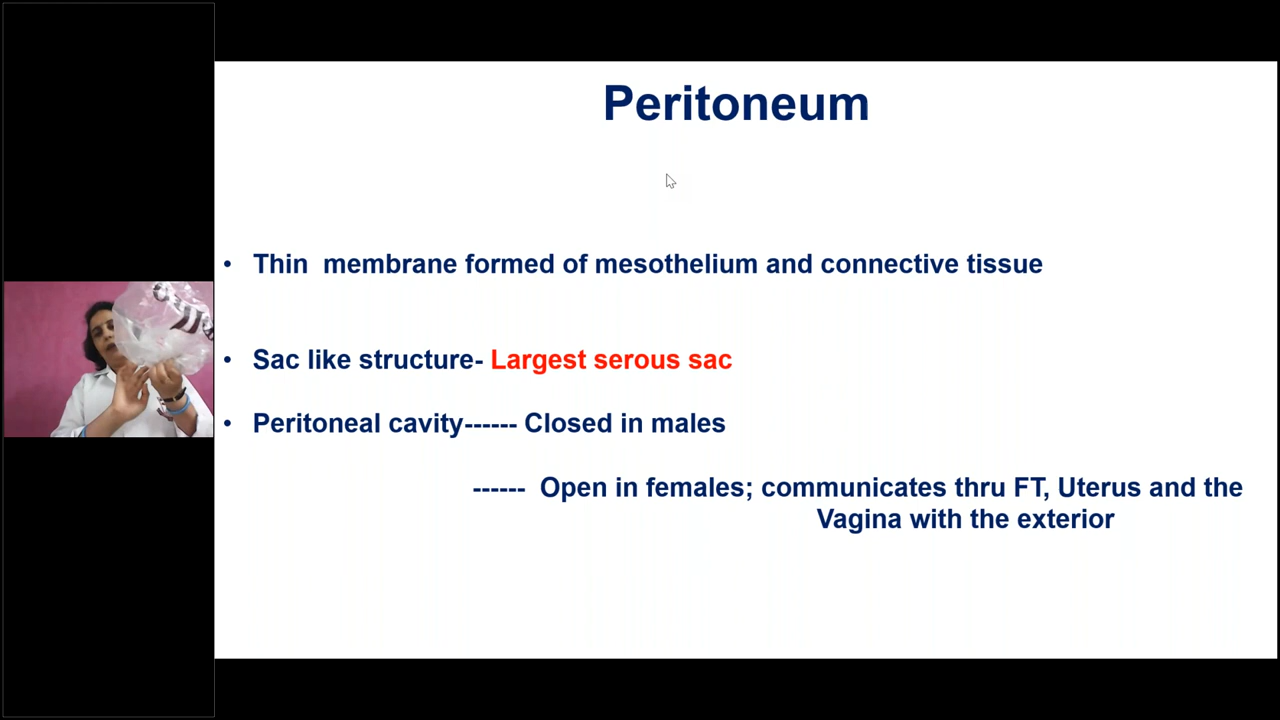 Peritoneum
• Thin membrane formed of mesothelium and connective tissue
• Sac like structure- Largest serous sac
• Peritoneal cavity------ Closed in males
------ Open in females; communicates thru FT, Uterus and the
Vagina with the exterior